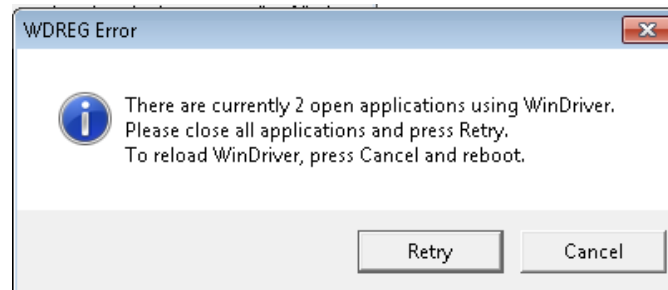 WDREG Error
There are currently 2 open applications using WinDriver.
Please close all applications and press Retry.
To reload WinDriver, press Cancel and reboot.
Retry
Cancel